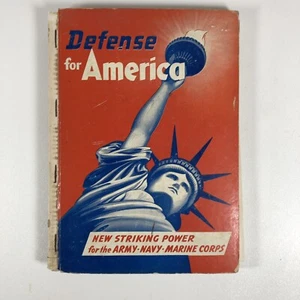 Defense
for America
NEW STRIKING POWER
for the ARMY·NAVY·MARINE CORPS